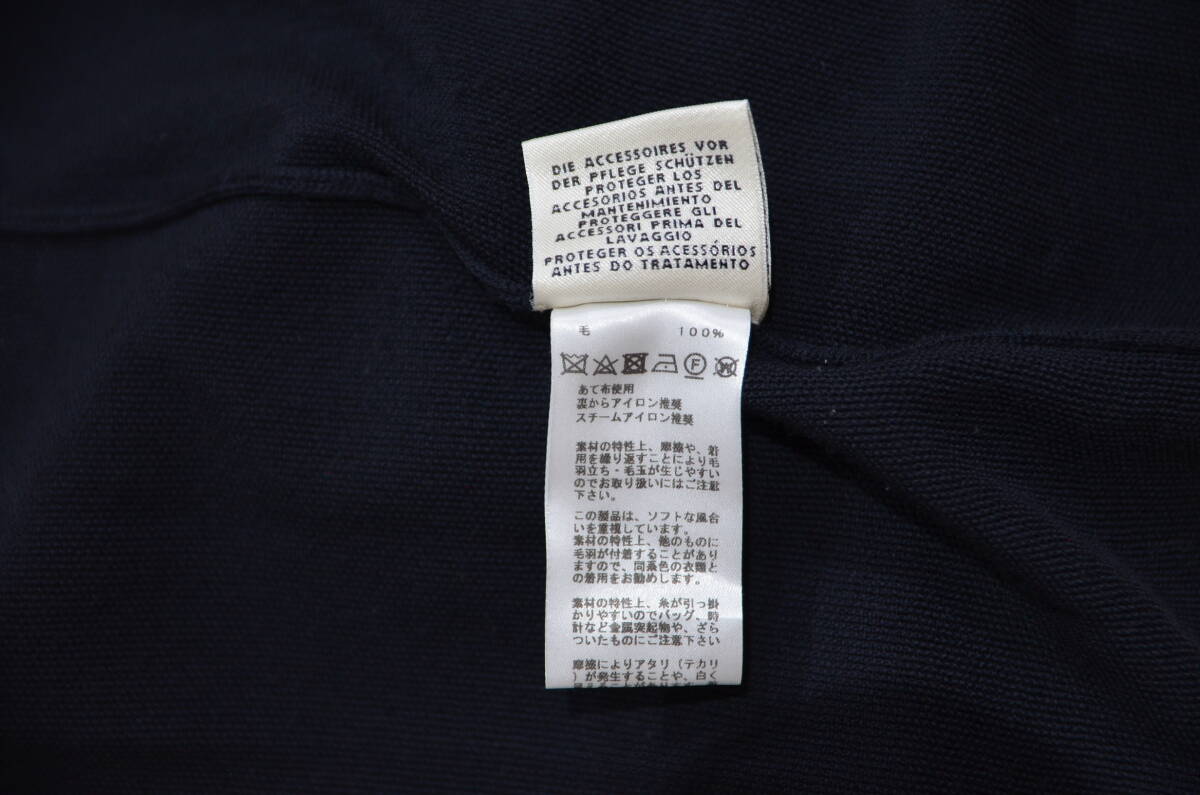 DIE ACCESSOIRES VOR
DER PFLEGE SCHÜTZEN
PROTEGER LOS
ACCESORIOS ANTES DEL
MANTENIMIENTO
PROTEGGERE GLI
ACCESSORI PRIMA DEL
LAVAGGIO
PROTEGER OS ACESSÓRIOS
ANTES DO TRATAMENTO
毛 100%
F W
あて布使用
裏からアイロン推奨
スチームアイロン推奨
素材の特性上、摩擦や、着
用を繰り返すことにより毛
羽立ち・毛玉が生じやすい
のでお取り扱いにはご注意
下さい。
この製品は、ソフトな風合
いを重視しています。
素材の特性上、他のものに
毛羽が付着することがあり
ますので、同系色の衣類と
の着用をお勧めします。
素材の特性上、糸が引っ掛
かりやすいのでバッグ、時
計など金属突起物や、ざら
ついたものにご注意下さい
摩擦によりアタリ（テカリ
）が発生することや、白く